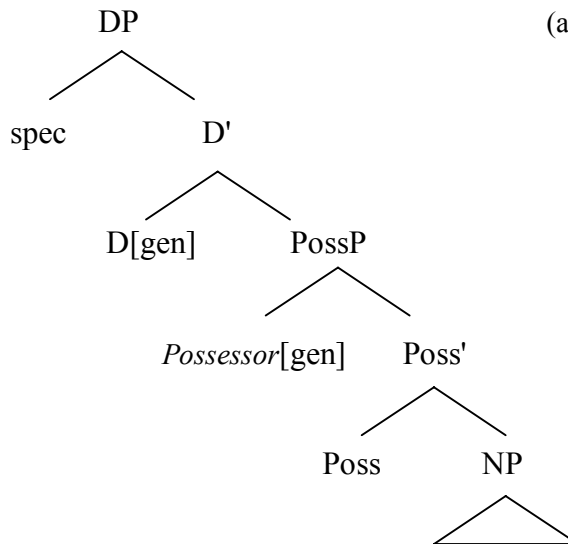 DP (a
spec D'
D[gen] PossP
Possessor[gen] Poss'
Poss NP